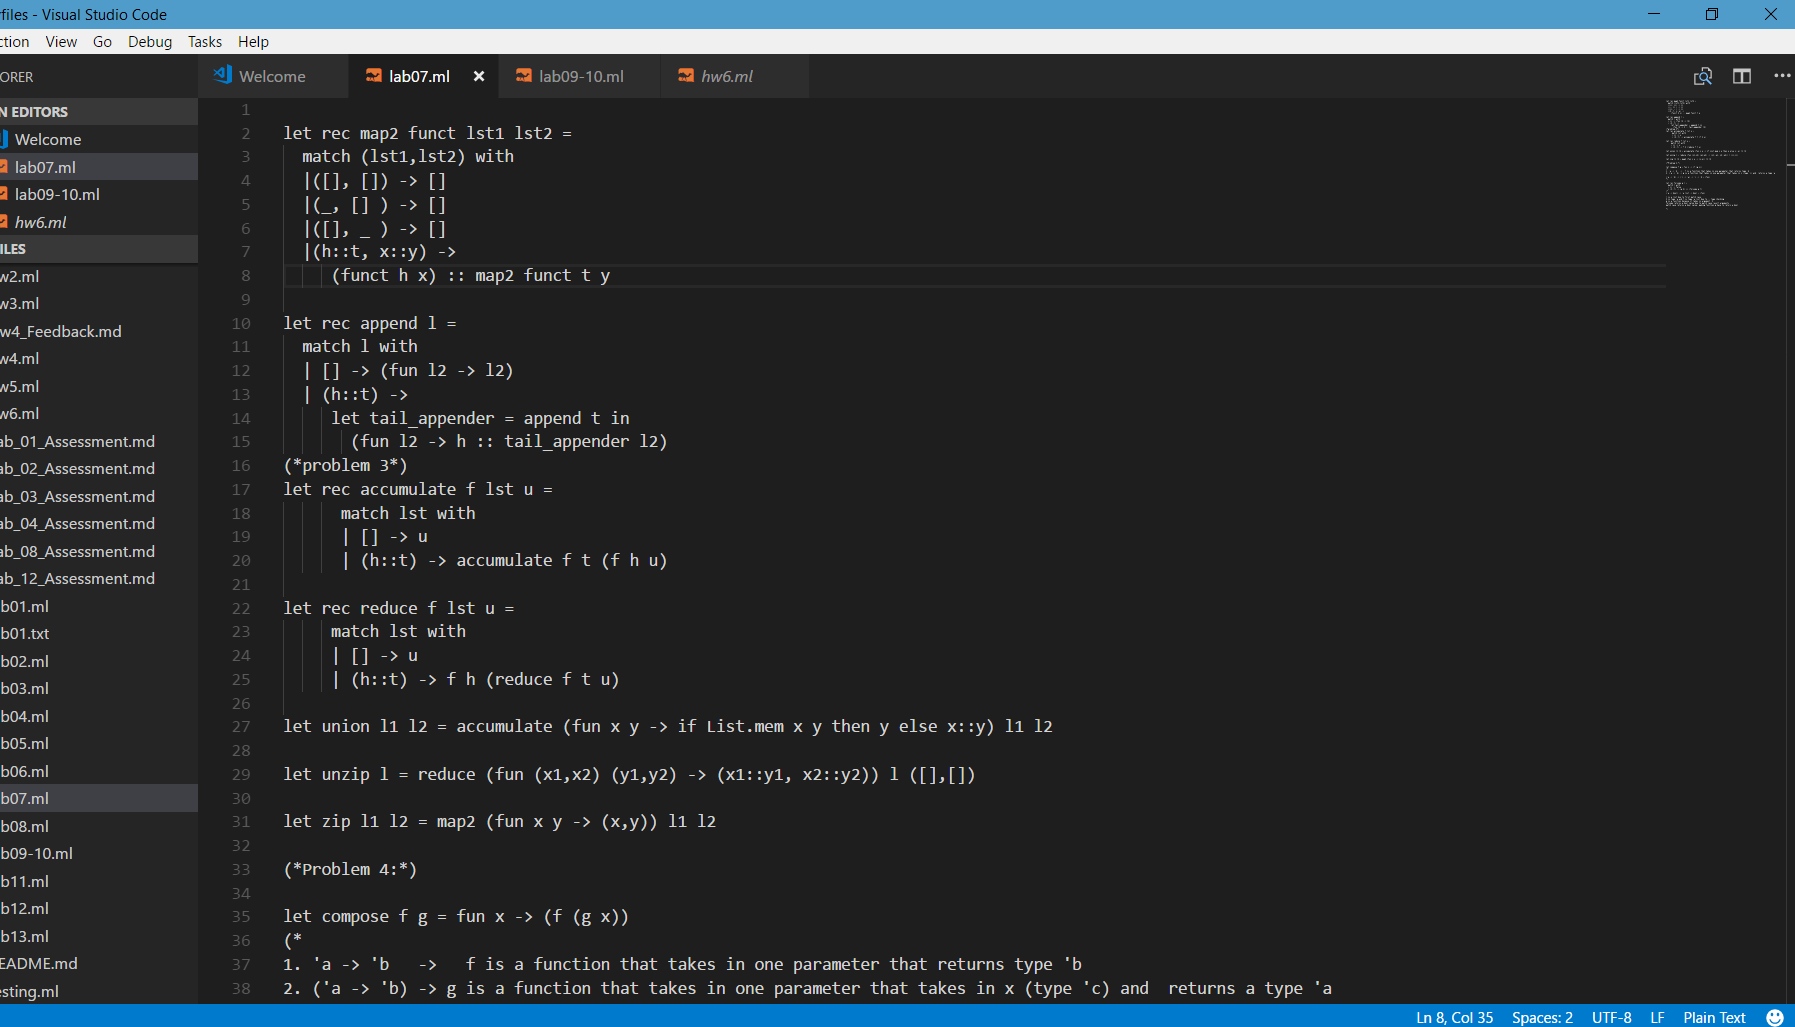 files - Visual Studio Code
ction View Go Debug Tasks Help
ORER
Welcome
lab07.ml
lab09-10.ml
hw6.ml
N EDITORS
Welcome
lab07.ml
lab09-10.ml
hw6.ml
ILES
w2.ml
w3.ml
w4_Feedback.md
w4.ml
w5.ml
w6.ml
ab_01_Assessment.md
ab_02_Assessment.md
ab_03_Assessment.md
ab_04_Assessment.md
ab_08_Assessment.md
ab_12_Assessment.md
b01.ml
b01.txt
b02.ml
b03.ml
b04.ml
b05.ml
b06.ml
b07.ml
b08.ml
b09-10.ml
b11.ml
b12.ml
b13.ml
EADME.md
esting.ml
1
2 let rec map2 funct lst1 lst2 =
3 match (lst1,lst2) with
4 |([], []) -> []
5 |(_, [] ) -> []
6 |([], _ ) -> []
7 |(h::t, x::y) ->
8 (funct h x) :: map2 funct t y
9
10 let rec append l =
11 match l with
12 | [] -> (fun l2 -> l2)
13 | (h::t) ->
14 let tail_appender = append t in
15 (fun l2 -> h :: tail_appender l2)
16 (*problem 3*)
17 let rec accumulate f lst u =
18 match lst with
19 | [] -> u
20 | (h::t) -> accumulate f t (f h u)
21
22 let rec reduce f lst u =
23 match lst with
24 | [] -> u
25 | (h::t) -> f h (reduce f t u)
26
27 let union l1 l2 = accumulate (fun x y -> if List.mem x y then y else x::y) l1 l2
28
29 let unzip l = reduce (fun (x1,x2) (y1,y2) -> (x1::y1, x2::y2)) l ([],[])
30
31 let zip l1 l2 = map2 (fun x y -> (x,y)) l1 l2
32
33 (*Problem 4:*)
34
35 let compose f g = fun x -> (f (g x))
36 (*
37 1. 'a -> 'b -> f is a function that takes in one parameter that returns type 'b
38 2. ('a -> 'b) -> g is a function that takes in one parameter that takes in x (type 'c) and returns a type 'a
Ln 8, Col 35 Spaces: 2 UTF-8 LF Plain Text